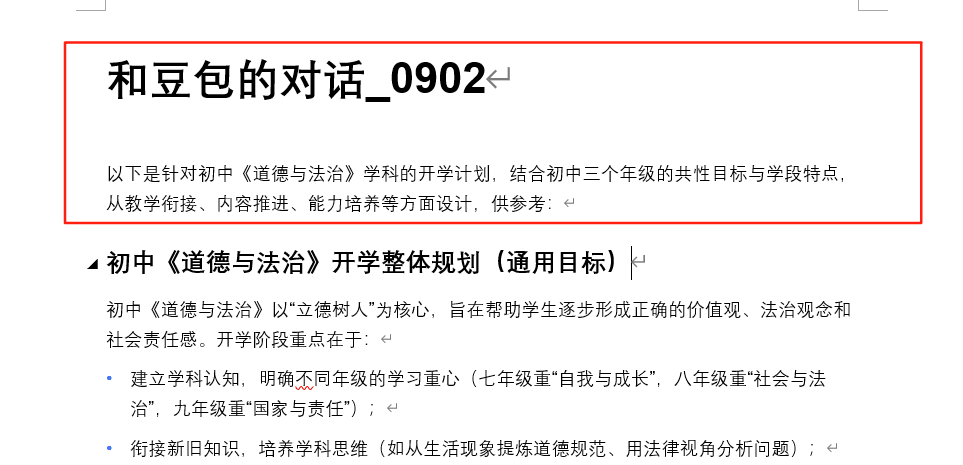 和豆包的对话_0902
以下是针对初中《道德与法治》学科的开学计划，结合初中三个年级的共性目标与学段特点，
从教学衔接、内容推进、能力培养等方面设计，供参考：
初中《道德与法治》开学整体规划（通用目标）
初中《道德与法治》以“立德树人”为核心，旨在帮助学生逐步形成正确的价值观、法治观念和
社会责任感。开学阶段重点在于：
• 建立学科认知，明确不同年级的学习重心（七年级重“自我与成长”，八年级重“社会与法
治”，九年级重“国家与责任”）；
• 衔接新旧知识，培养学科思维（如从生活现象提炼道德规范、用法律视角分析问题）；